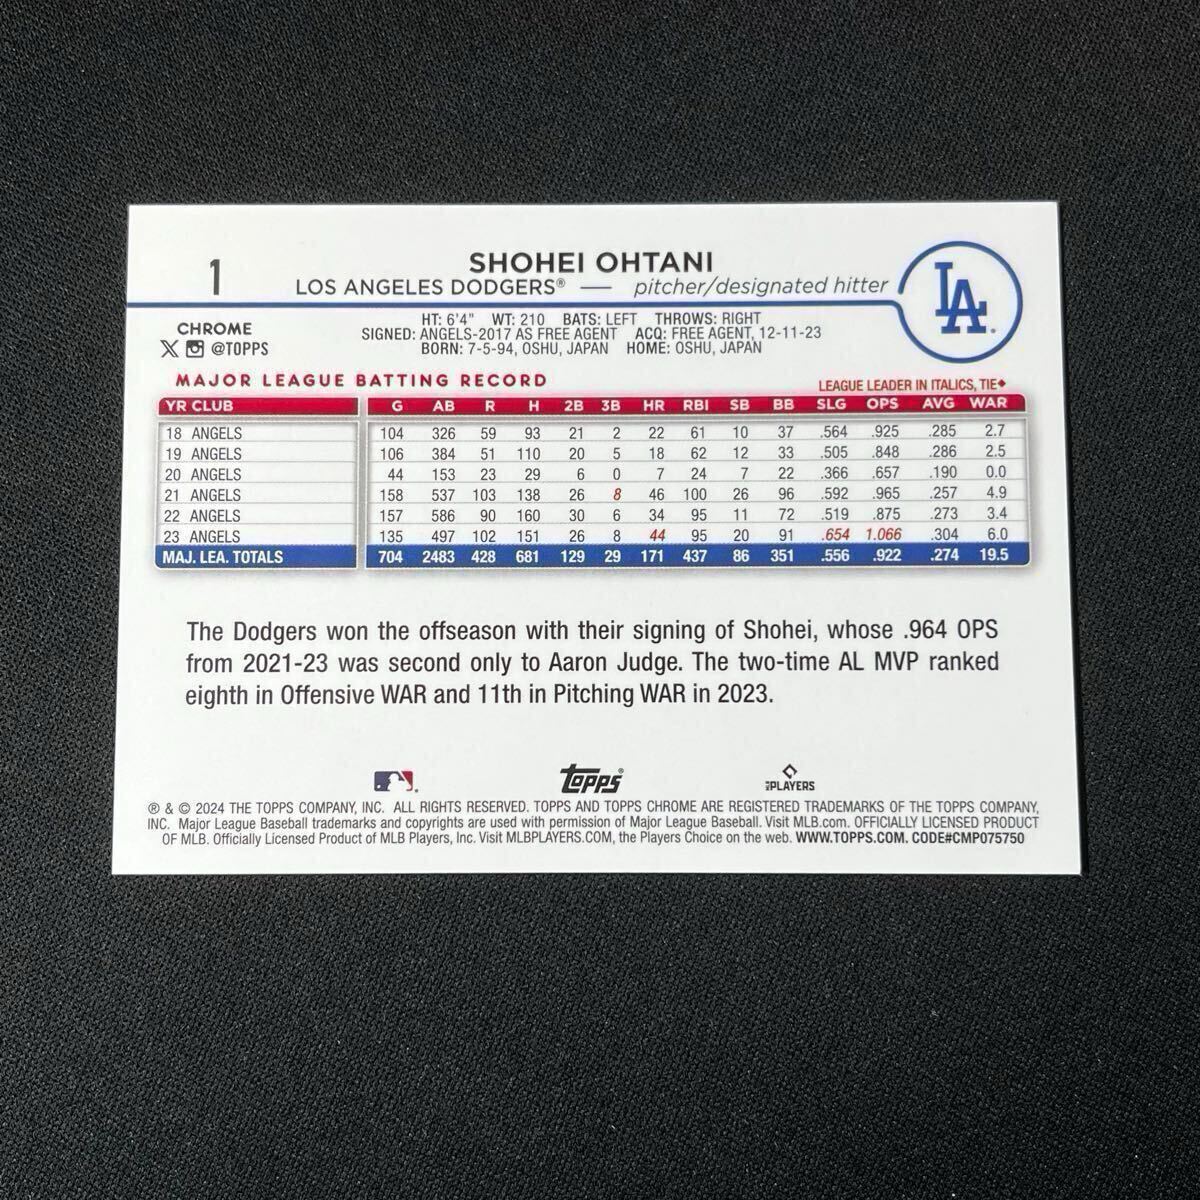 1
SHOHEI OHTANI
LOS ANGELES DODGERS® — pitcher/designated hitter
LA
CHROME
@TOPPS
HT: 6'4" WT: 210 BATS: LEFT THROWS: RIGHT
SIGNED: ANGELS-2017 AS FREE AGENT ACQ: FREE AGENT, 12-11-23
BORN: 7-5-94, OSHU, JAPAN HOME: OSHU, JAPAN
MAJOR LEAGUE BATTING RECORD
LEAGUE LEADER IN ITALICS, TIE◆
YR CLUB G AB R H 2B 3B HR RBI SB BB SLG OPS AVG WAR
18 ANGELS 104 326 59 93 21 2 22 61 10 37 .564 .925 .285 2.7
19 ANGELS 106 384 51 110 20 5 18 62 12 33 .505 .848 .286 2.5
20 ANGELS 44 153 23 29 6 0 7 24 7 22 .366 .657 .190 0.0
21 ANGELS 158 537 103 138 26 8 46 100 26 96 .592 .965 .257 4.9
22 ANGELS 157 586 90 160 30 6 34 95 11 72 .519 .875 .273 3.4
23 ANGELS 135 497 102 151 26 8 44 95 20 91 .654 1.066 .304 6.0
MAJ. LEA. TOTALS 704 2483 428 681 129 29 171 437 86 351 .556 .922 .274 19.5
The Dodgers won the offseason with their signing of Shohei, whose .964 OPS
from 2021-23 was second only to Aaron Judge. The two-time AL MVP ranked
eighth in Offensive WAR and 11th in Pitching WAR in 2023.
topps®
PLAYERS
® & © 2024 THE TOPPS COMPANY, INC. ALL RIGHTS RESERVED. TOPPS AND TOPPS CHROME ARE REGISTERED TRADEMARKS OF THE TOPPS COMPANY,
INC. Major League Baseball trademarks and copyrights are used with permission of Major League Baseball. Visit MLB.com. OFFICIALLY LICENSED PRODUCT
OF MLB. Officially Licensed Product of MLB Players, Inc. Visit MLBPLAYERS.COM, the Players Choice on the web. WWW.TOPPS.COM. CODE#CMP075750